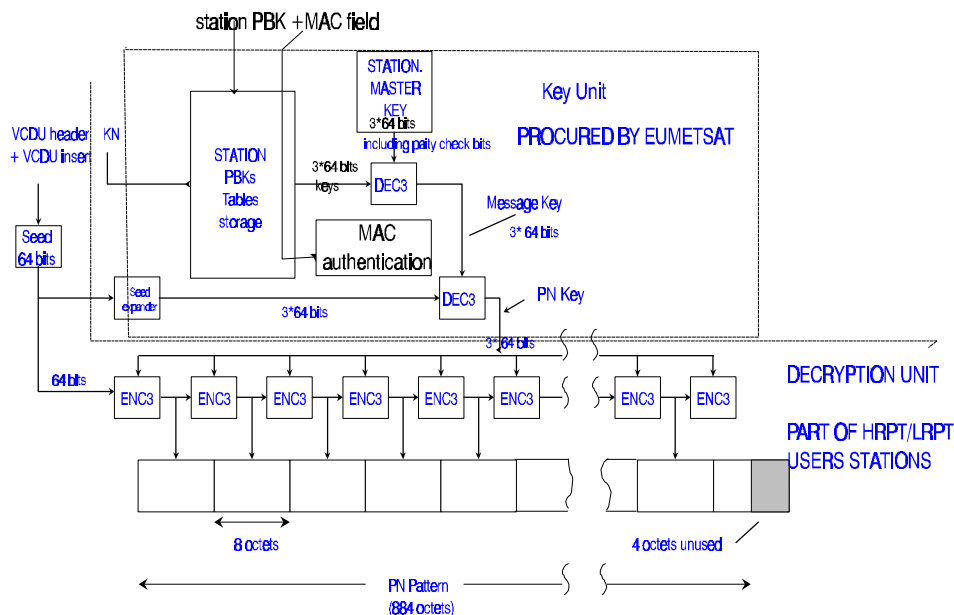 station PBK +MAC field
STATION.
MASTER
KEY
3*64 bits
including paity check bits
Key Unit
PROCURED BY EUMETSAT
VCDU header
+ VCDU insert
KN
STATION
PBKs
Tables
storage
3*64 bits
keys
DEC3
Message Key
3* 64 bits
Seed
64 bits
MAC
authentication
Seed
expandler
3*64 bits
DEC3
PN Key
3* 64 bits
64 bits
ENC3
ENC3
ENC3
ENC3
ENC3
ENC3
ENC3
ENC3
DECRYPTION UNIT
PART OF HRPT/LRPT
USERS STATIONS
8 octets
4 octets unused
PN Pattern
(884 octets)